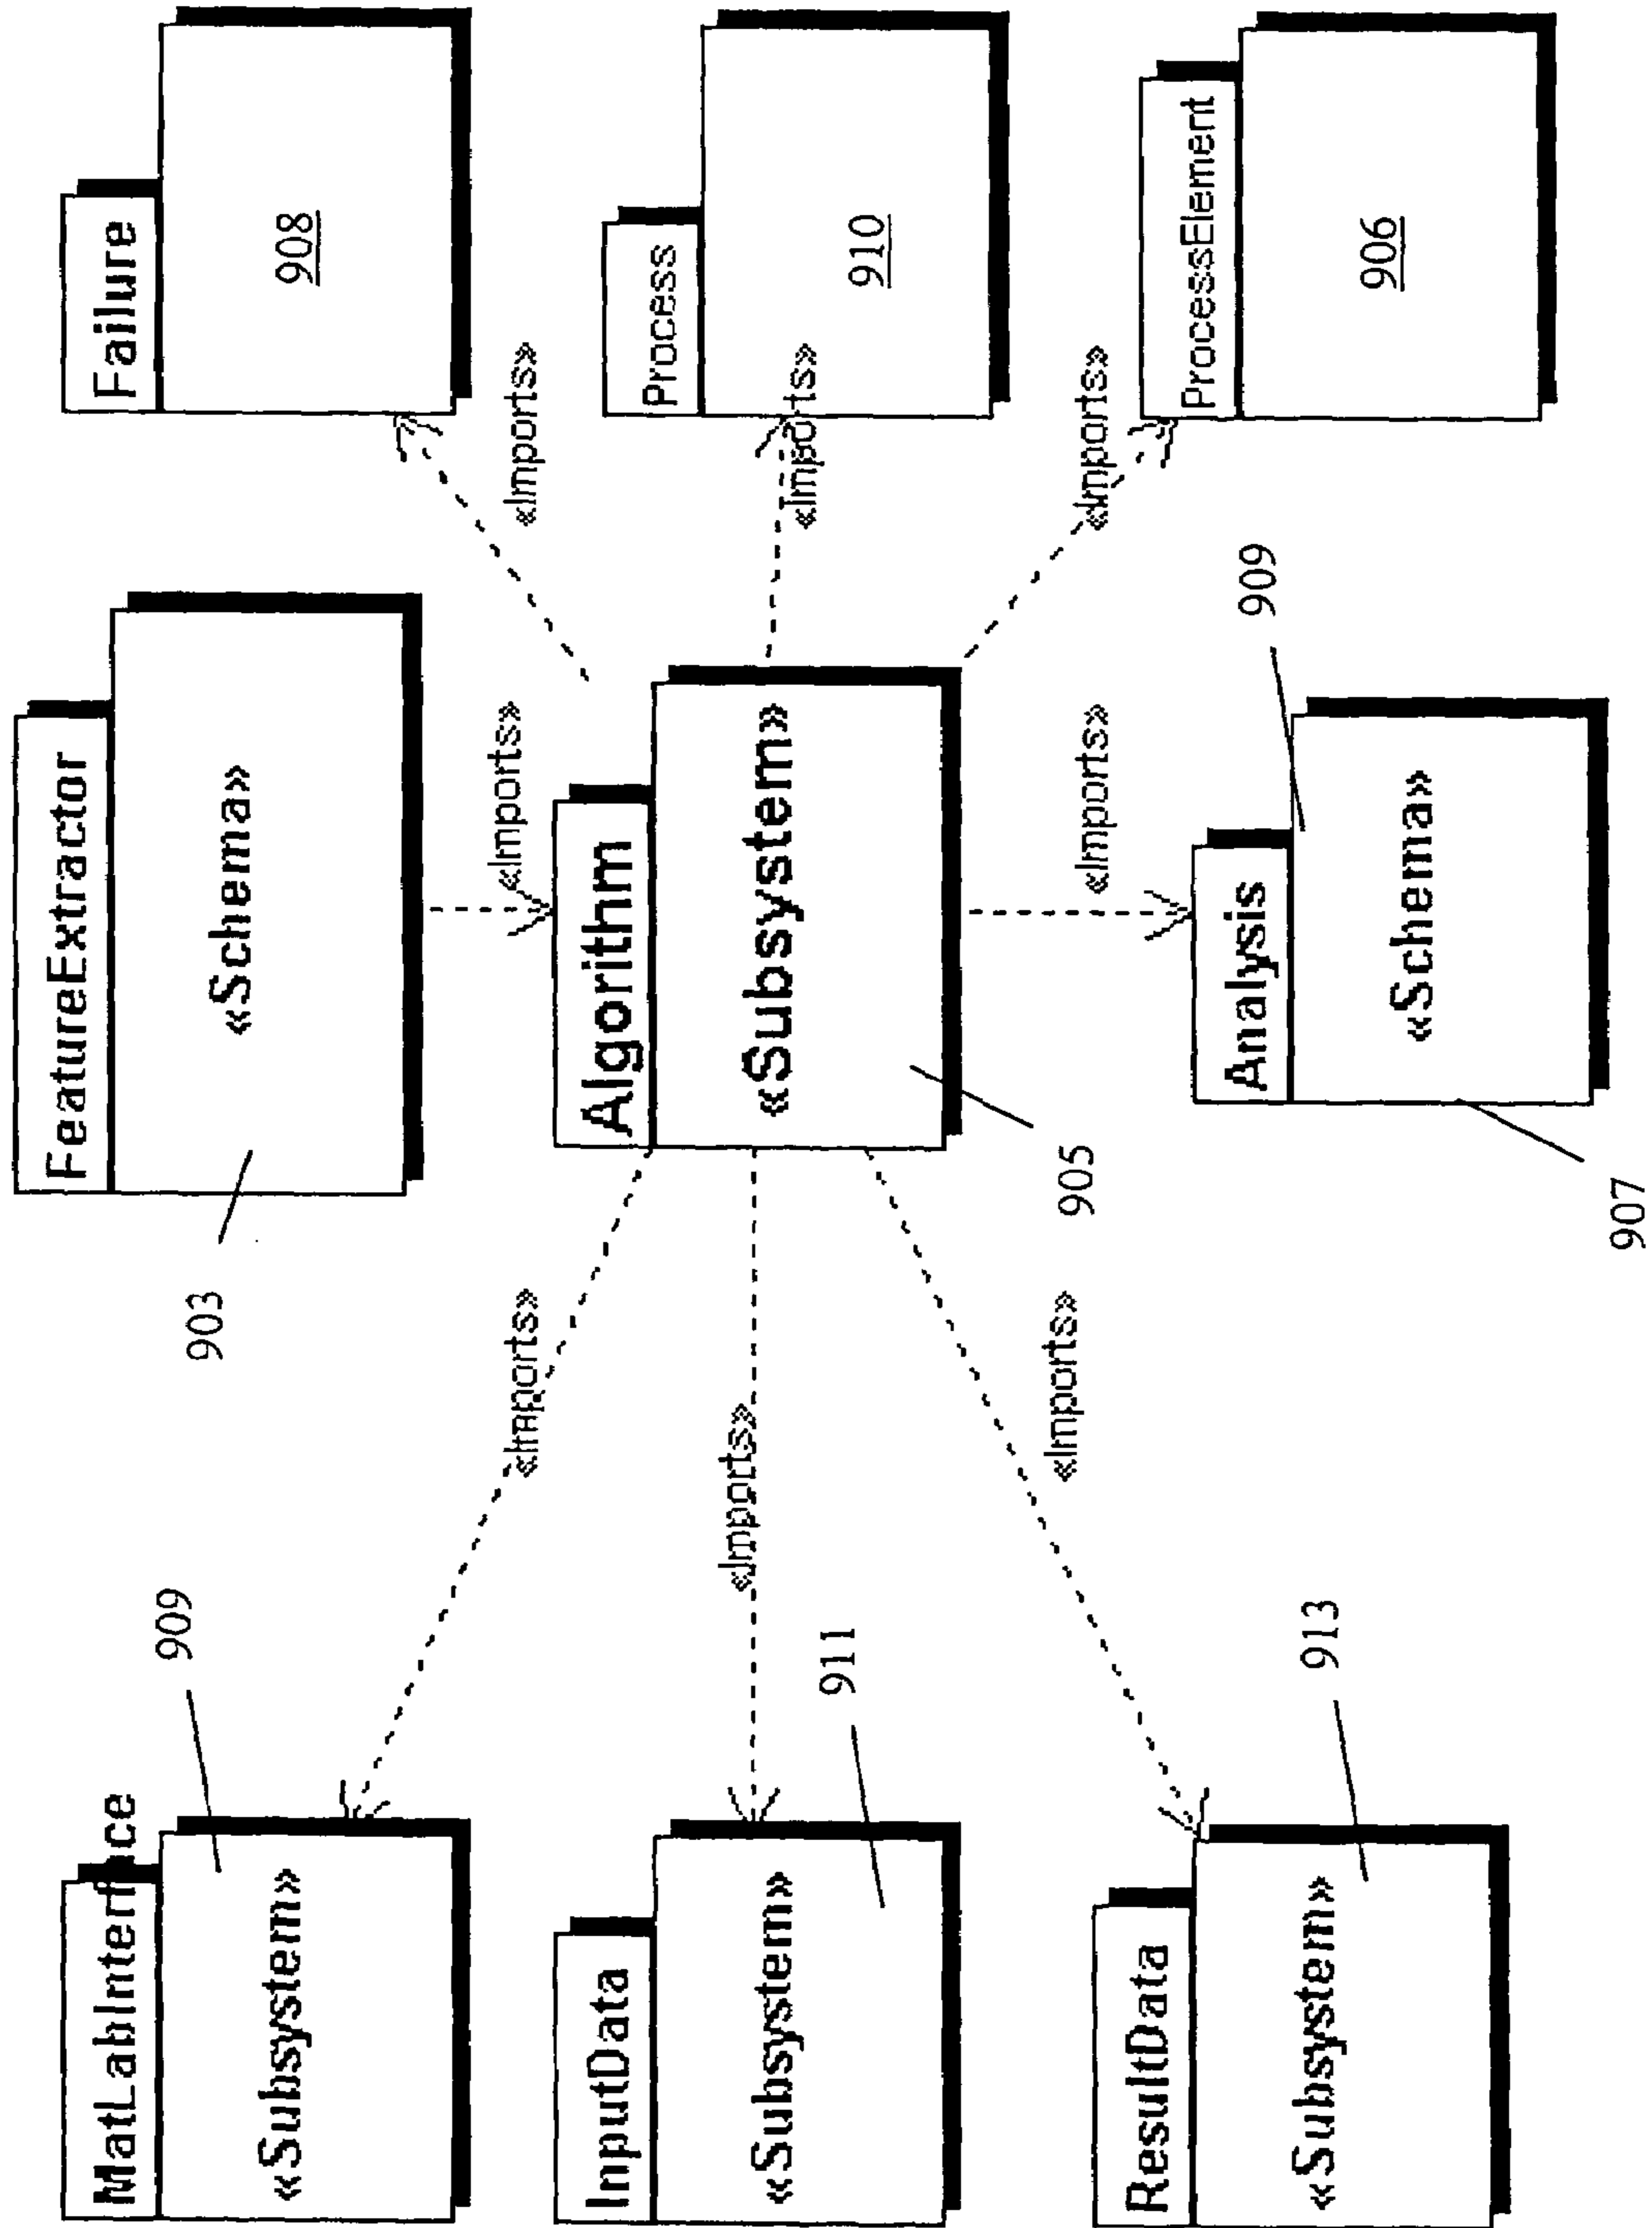 MatLabInterface
«Subsystem»
909
InputData
«Subsystem»
911
ResultData
«Subsystem»
913
«Imports»
«Imports»
«Imports»
FeatureExtractor
«Schema»
903
«Imports»
Algorithm
«Subsystem»
905
«Imports»
Analysis
«Schema»
909
907
«Imports»
«Imports»
«Imports»
Failure
908
Process
910
ProcessElement
906